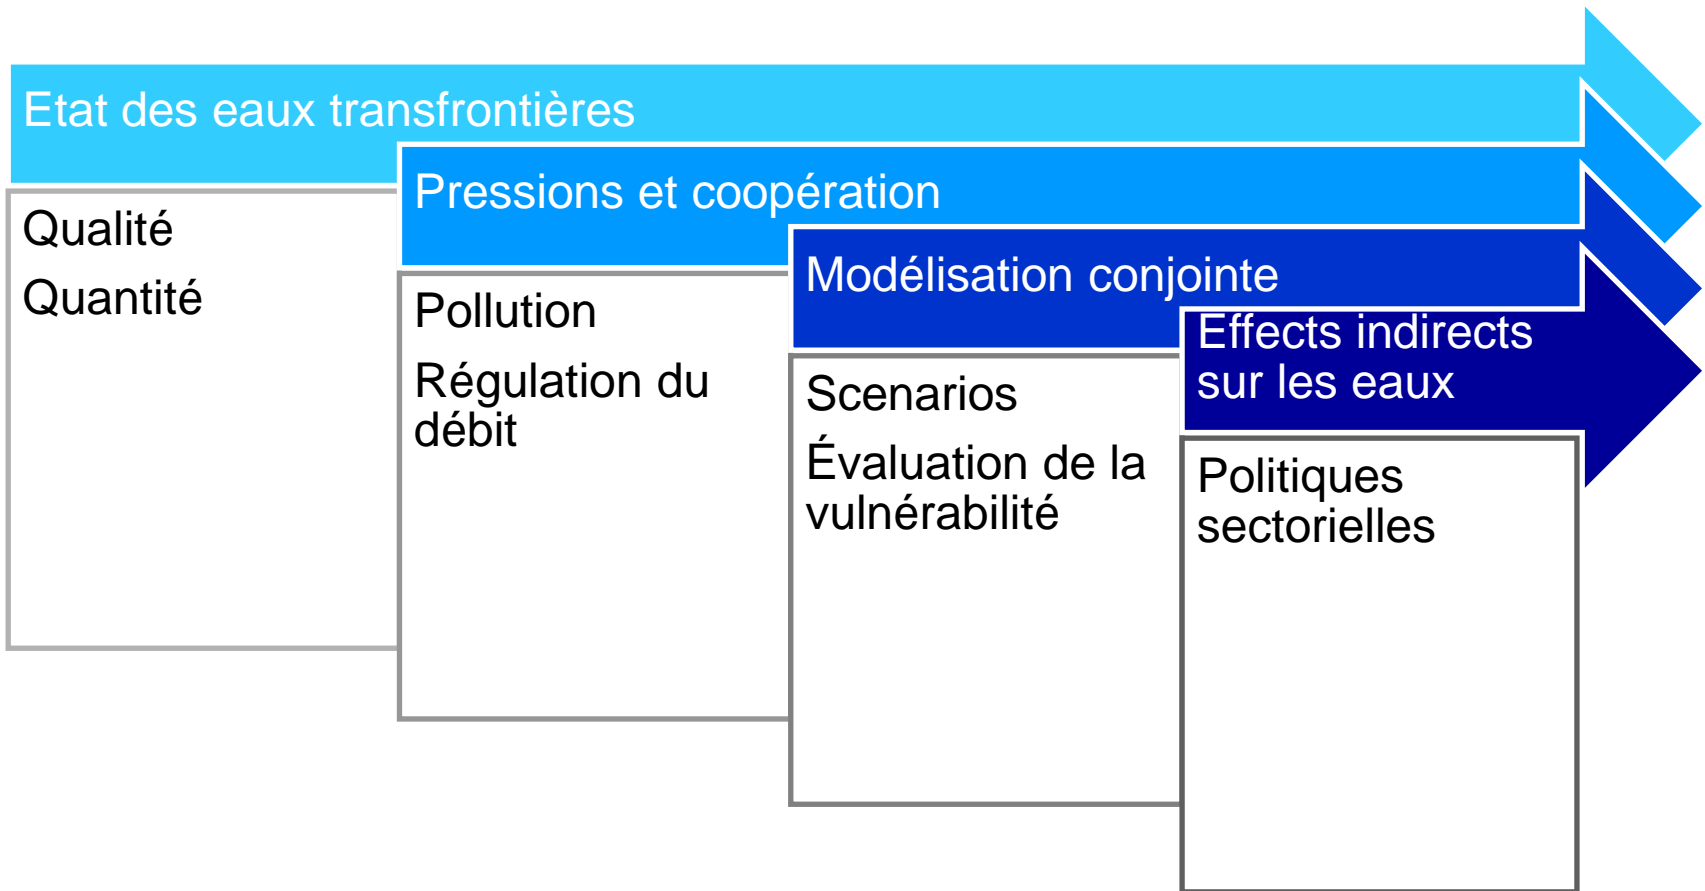 Etat des eaux transfrontières
Qualité
Quantité
Pressions et coopération
Pollution
Régulation du
débit
Modélisation conjointe
Scenarios
Évaluation de la
vulnérabilité
Effects indirects
sur les eaux
Politiques
sectorielles